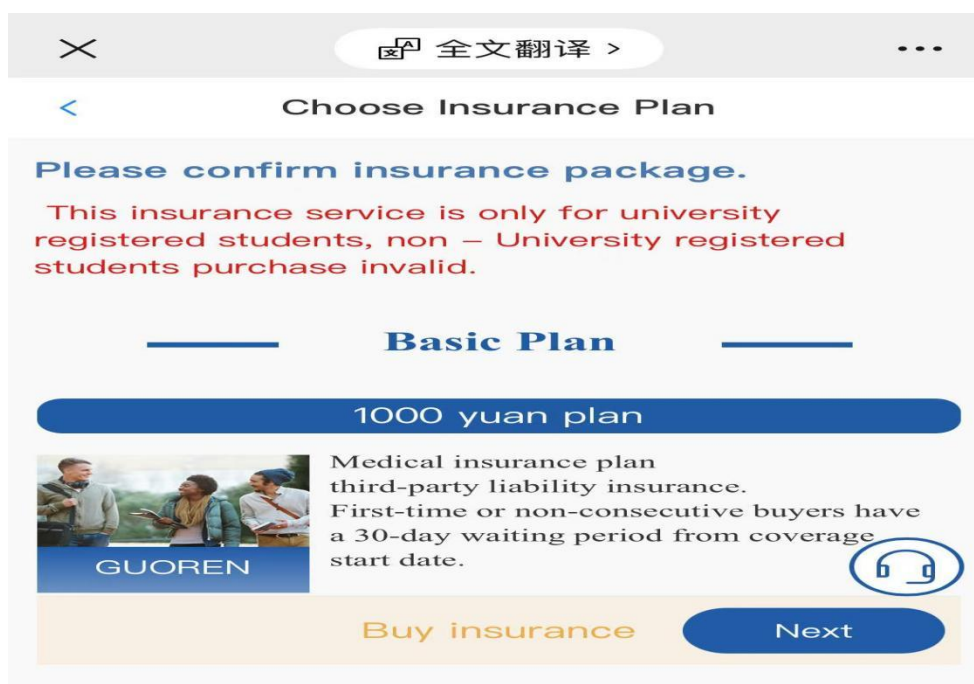 全文翻译 >
Choose Insurance Plan
Please confirm insurance package.
This insurance service is only for university
registered students, non – University registered
students purchase invalid.
Basic Plan
1000 yuan plan
Medical insurance plan
third-party liability insurance.
First-time or non-consecutive buyers have
a 30-day waiting period from coverage
start date.
GUOREN
Buy insurance
Next